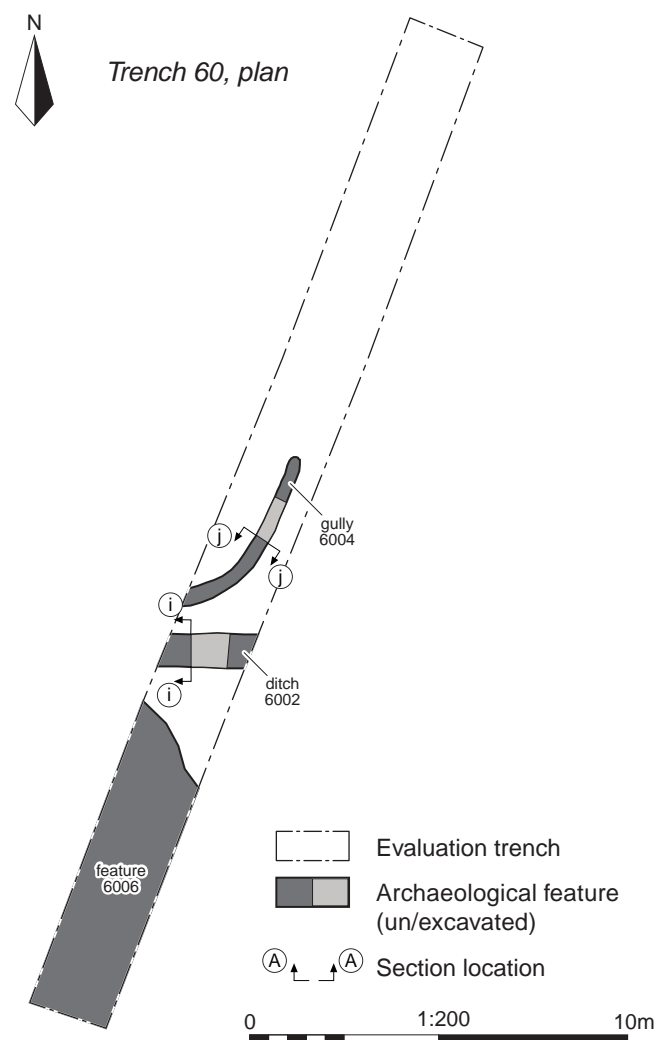 N
Trench 60, plan
gully
6004
j
j
i
ditch
6002
i
feature
6006
Evaluation trench
Archaeological feature
(un/excavated)
A A Section location
0 1:200 10m